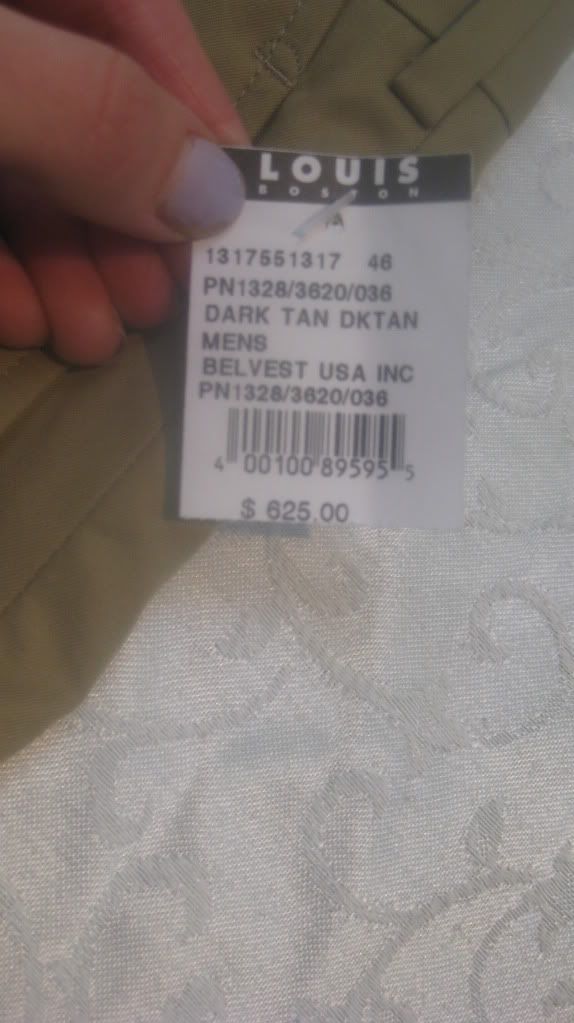 LOUIS
BOSTON
1317551317 46
PN1328/3620/036
DARK TAN DKTAN
MENS
BELVEST USA INC
PN1328/3620/036
4 00100 89595 5
$ 625.00